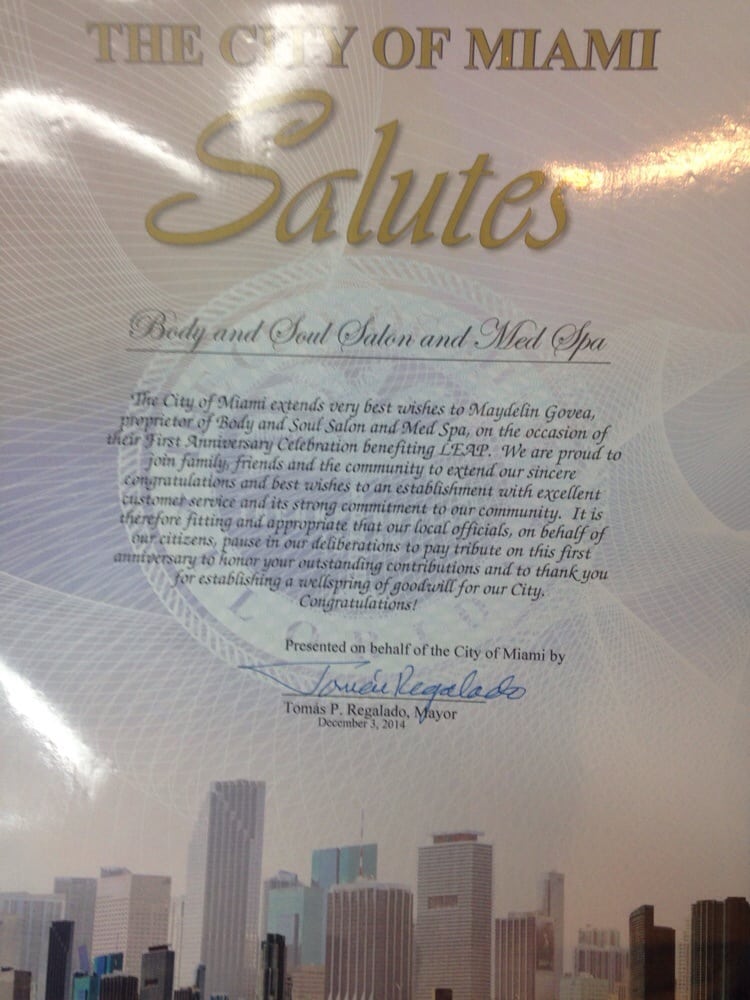 THE CITY OF MIAMI
Salutes
Body and Soul Salon and Med Spa
The City of Miami extends very best wishes to Maydelin Govea,
proprietor of Body and Soul Salon and Med Spa, on the occasion of
their First Anniversary Celebration benefiting LEAP. We are proud to
join family, friends and the community to extend our sincere
congratulations and best wishes to an establishment with excellent
customer service and its strong commitment to our community. It is
therefore fitting and appropriate that our local officials, on behalf of
our citizens, pause in our deliberations to pay tribute on this first
anniversary to honor your outstanding contributions and to thank you
for establishing a wellspring of goodwill for our City.
Congratulations!
Presented on behalf of the City of Miami by
Tomás Regalado
Tomás P. Regalado, Mayor
December 3, 2014